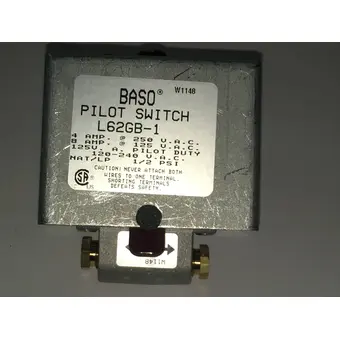 BASO® W114B
PILOT SWITCH
L62GB-1
4 AMP. @ 250 V.A.C.
8 AMP. @ 125 V.A.C.
125V. A. PILOT DUTY
120-240 V.A.C.
NAT/LP 1/2 PSI
CAUTION! NEVER ATTACH BOTH
WIRES TO ONE TERMINAL.
SHORTING TERMINALS
DEFEATS SAFETY.
W114B